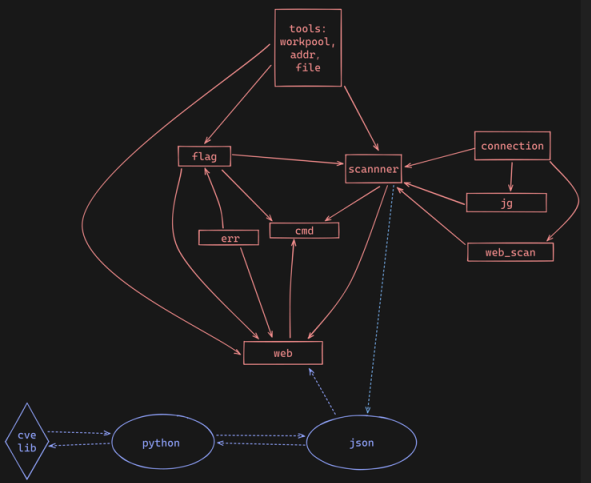 tools:
workpool,
addr,
file
flag
scannner
connection
jg
err
cmd
web_scan
web
cve
lib
python
json